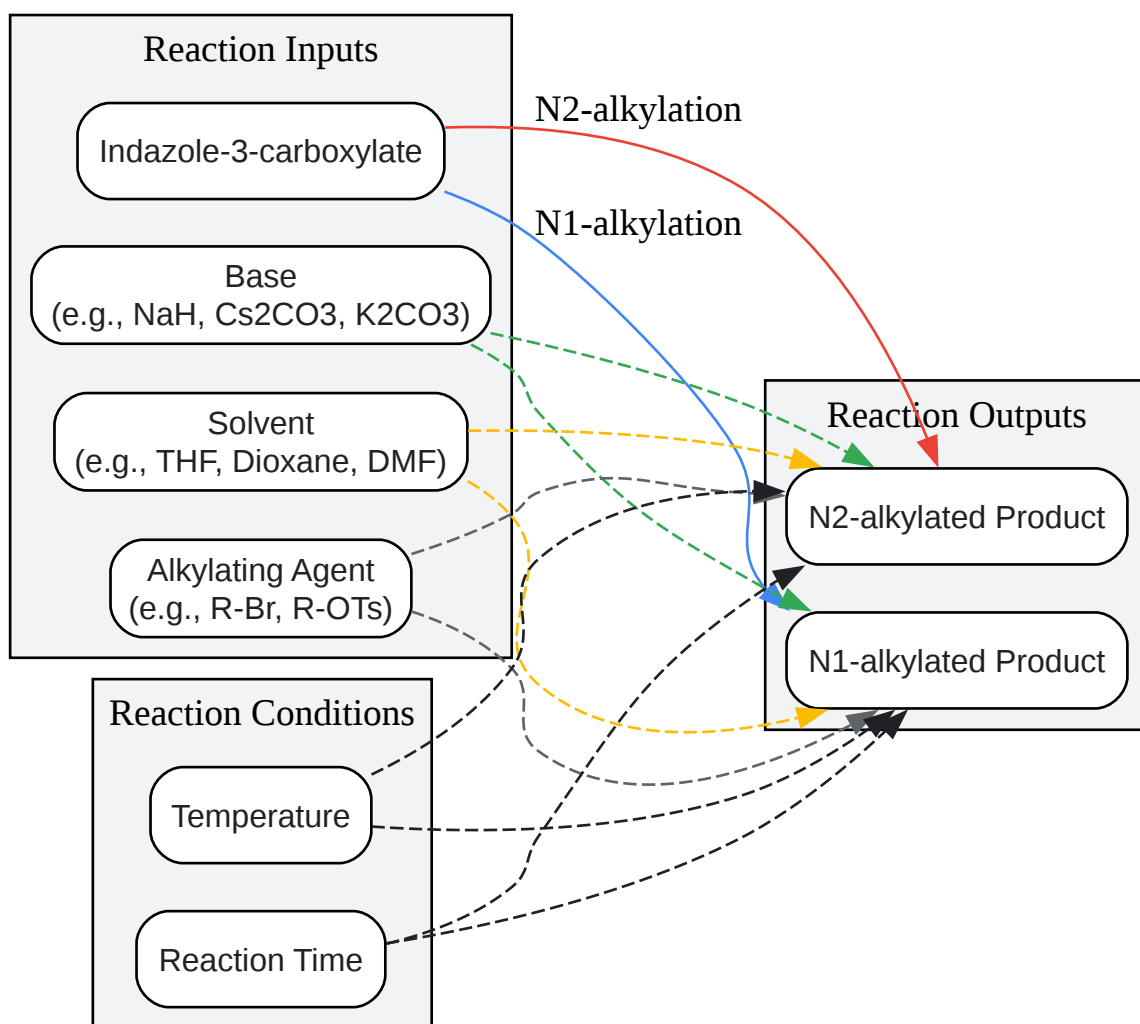 Reaction Inputs
Indazole-3-carboxylate
Base
(e.g., NaH, Cs2CO3, K2CO3)
Solvent
(e.g., THF, Dioxane, DMF)
Alkylating Agent
(e.g., R-Br, R-OTs)
Reaction Conditions
Temperature
Reaction Time
N2-alkylation
N1-alkylation
Reaction Outputs
N2-alkylated Product
N1-alkylated Product